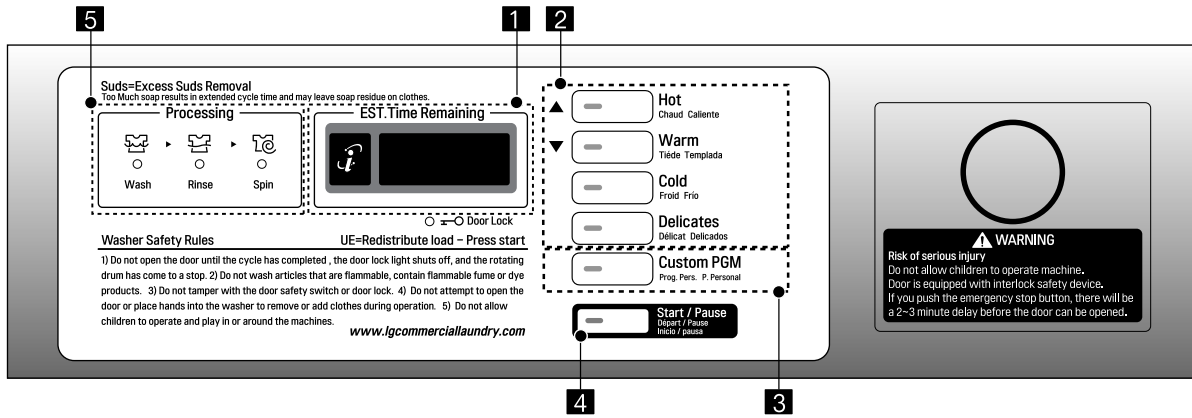 5
1
2
Suds=Excess Suds Removal
Too Much soap results in extended cycle time and may leave soap residue on clothes.
Processing
Wash
Rinse
Spin
EST.Time Remaining
Door Lock
Hot
Chaud Caliente
Warm
Tiéde Templada
Cold
Froid Frío
Delicates
Délicat Delicados
Custom PGM
Prog. Pers. P. Personal
Start / Pause
Départ / Pause
Inicio / pausa
Washer Safety Rules
UE=Redistribute load – Press start
1) Do not open the door until the cycle has completed , the door lock light shuts off, and the rotating
drum has come to a stop. 2) Do not wash articles that are flammable, contain flammable fume or dye
products. 3) Do not tamper with the door safety switch or door lock. 4) Do not attempt to open the
door or place hands into the washer to remove or add clothes during operation. 5) Do not allow
children to operate and play in or around the machines.
www.lgcommerciallaundry.com
WARNING
Risk of serious injury
Do not allow children to operate machine.
Door is equipped with interlock safety device.
If you push the emergency stop button, there will be
a 2~3 minute delay before the door can be opened.
4
3